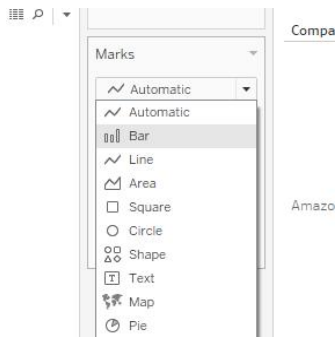 Compa
Marks
Automatic
Automatic
Bar
Line
Area
Square
Amazo
Circle
Shape
Text
Map
Pie